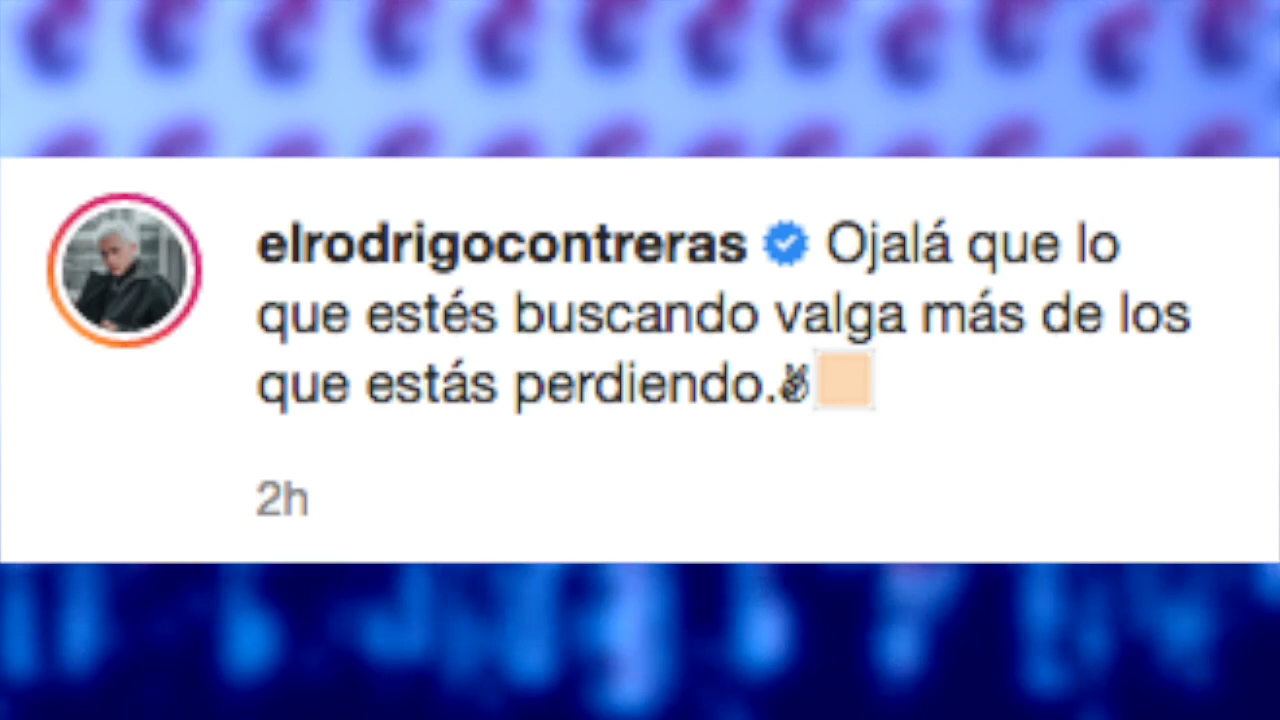 elrodrigocontreras Ojalá que lo
que estés buscando valga más de los
que estás perdiendo.✌🏻
2h